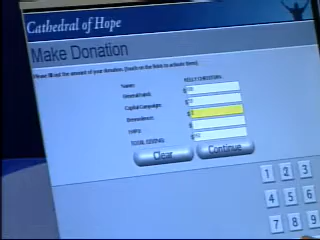 Cathedral of Hope
Make Donation
Please fill out the amount of your donation. (touch on the fields to activate them)
Name:
General Fund:
Capital Campaign:
Benevolence:
TOTAL GIVING:
Clear Continue
1 2 3
4 5 6
7 8 9